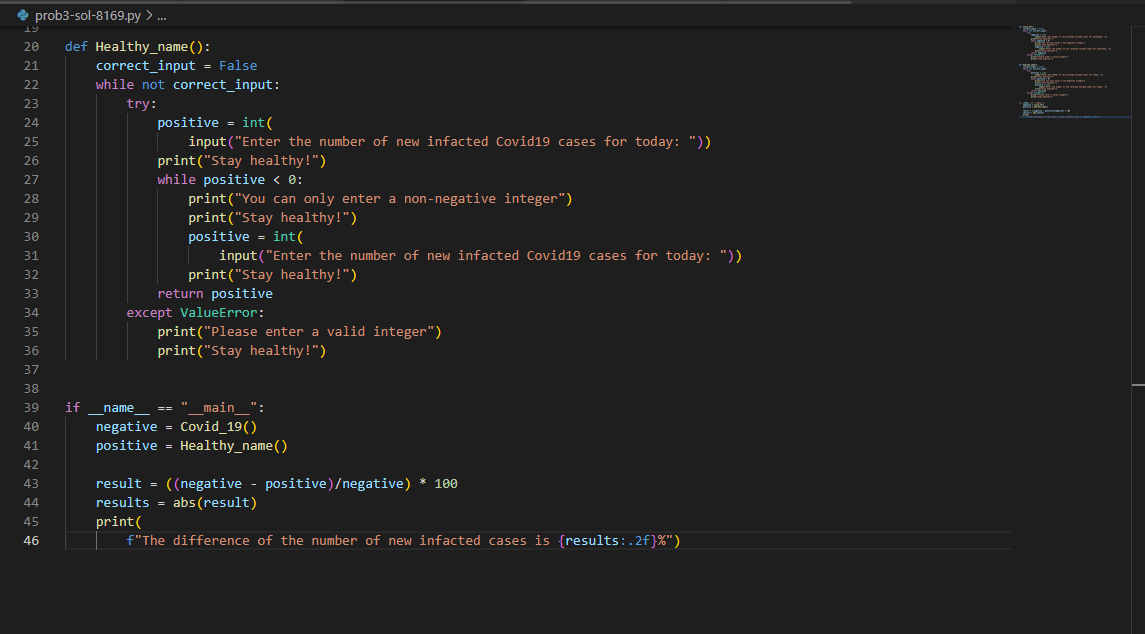 prob3-sol-8169.py > ...
19
20 def Healthy_name():
21     correct_input = False
22     while not correct_input:
23         try:
24             positive = int(
25                 input("Enter the number of new infacted Covid19 cases for today: "))
26             print("Stay healthy!")
27             while positive < 0:
28                 print("You can only enter a non-negative integer")
29                 print("Stay healthy!")
30                 positive = int(
31                     input("Enter the number of new infacted Covid19 cases for today: "))
32                 print("Stay healthy!")
33             return positive
34         except ValueError:
35             print("Please enter a valid integer")
36             print("Stay healthy!")
37
38
39 if __name__ == "__main__":
40     negative = Covid_19()
41     positive = Healthy_name()
42
43     result = ((negative - positive)/negative) * 100
44     results = abs(result)
45     print(
46         f"The difference of the number of new infacted cases is {results:.2f}%")